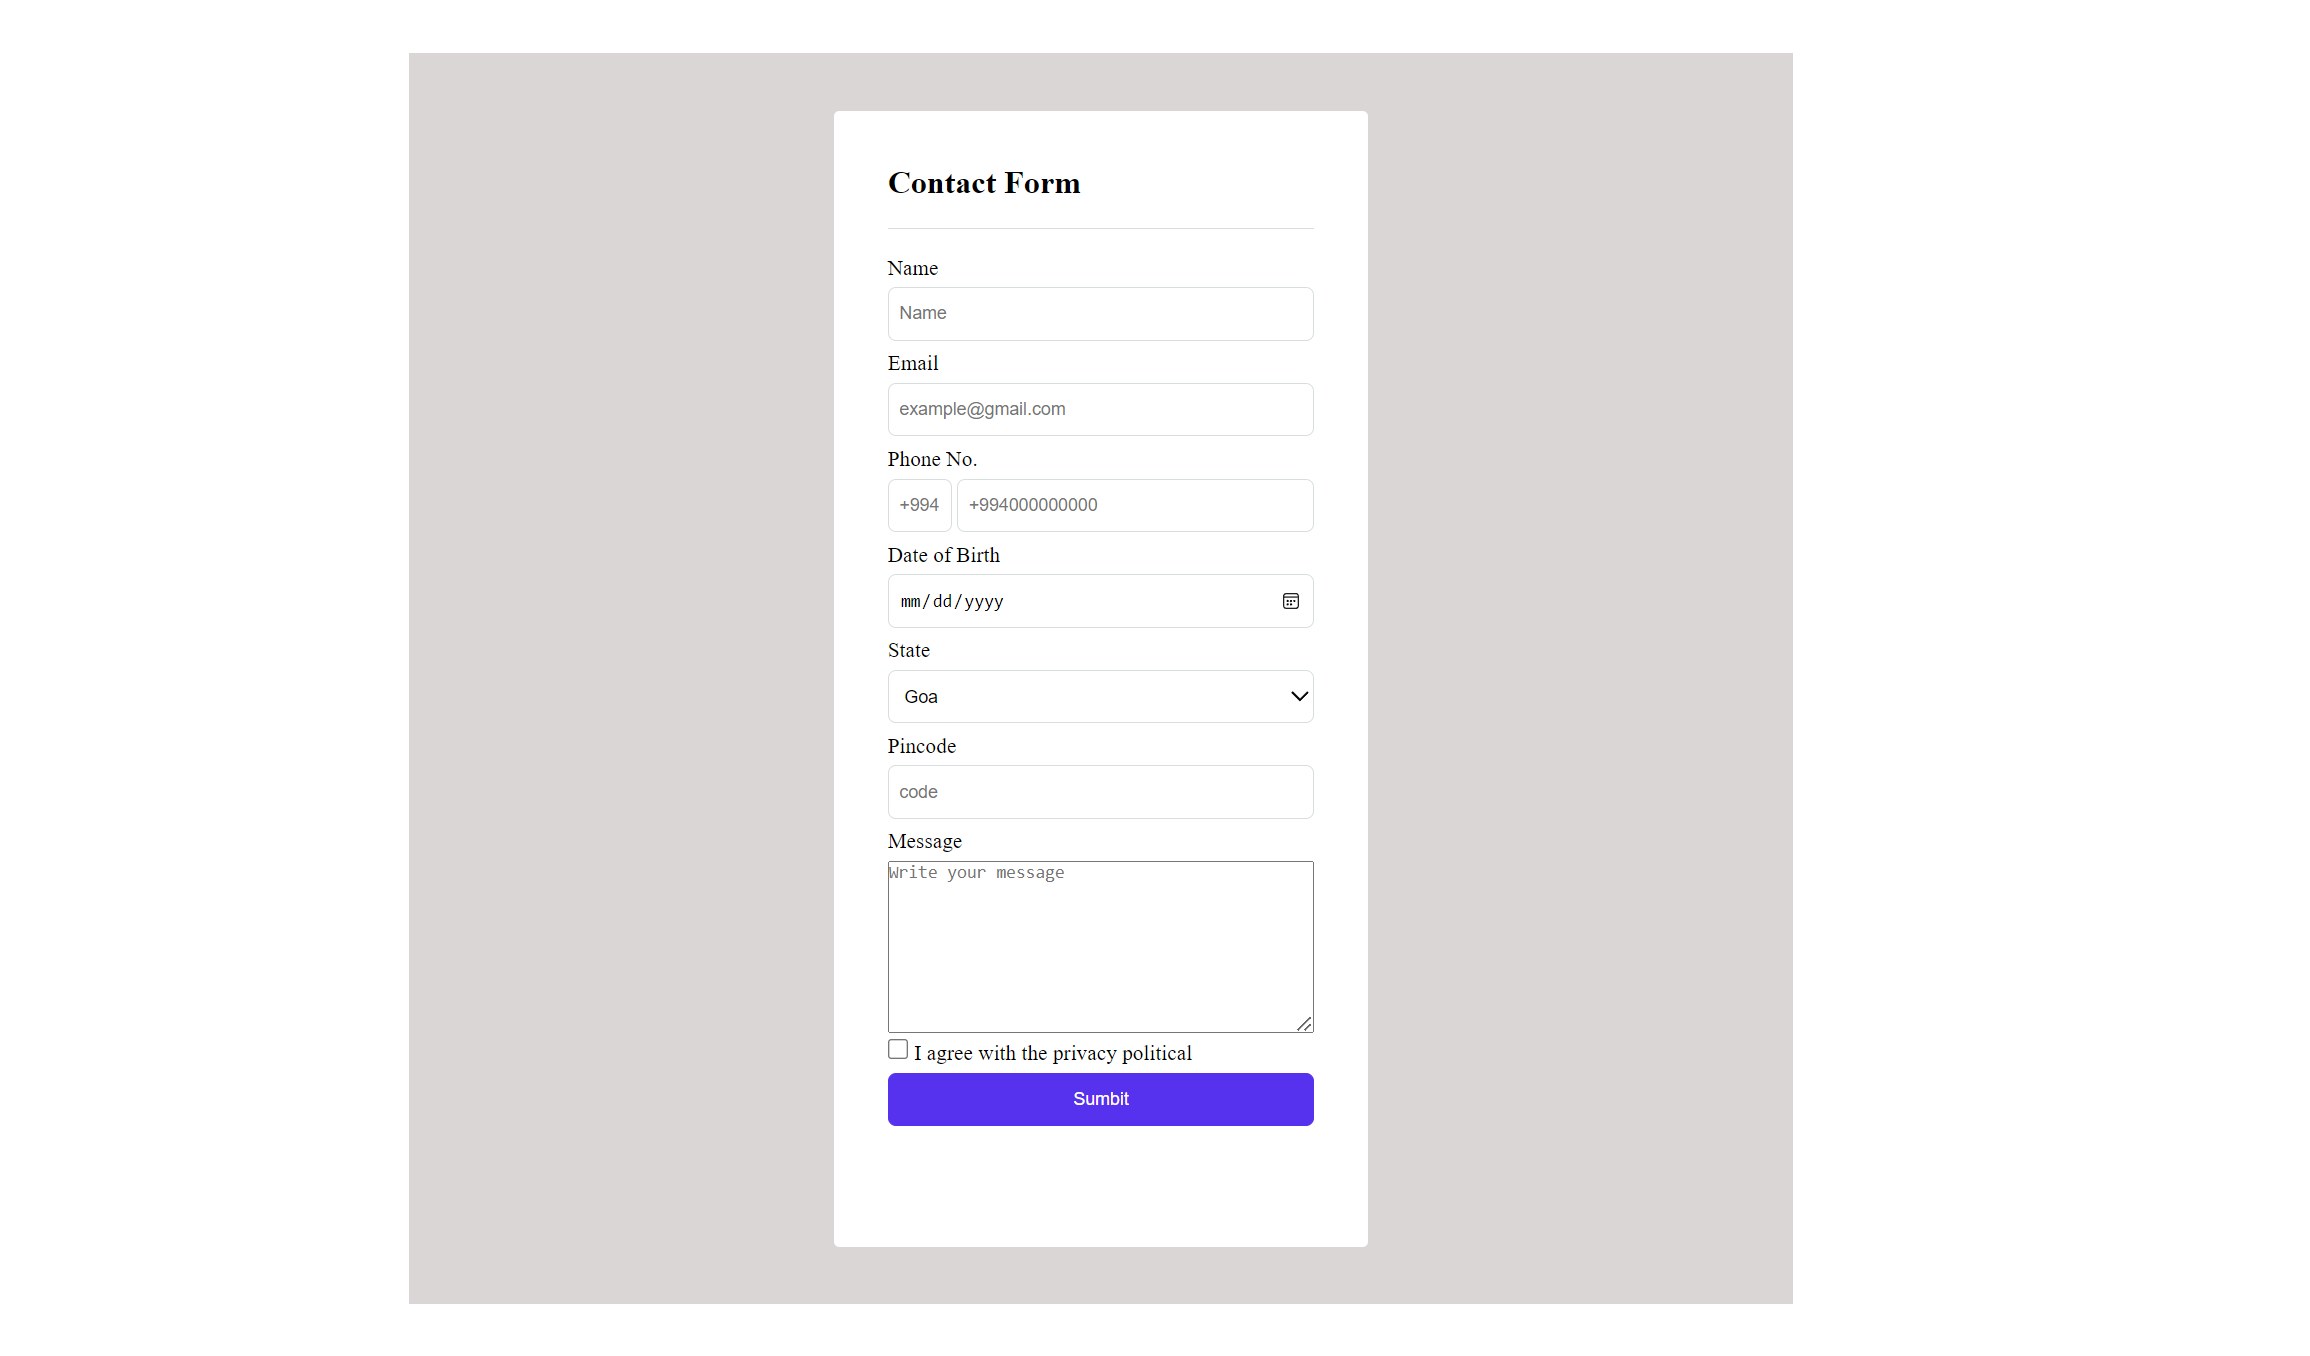 Contact Form
Name
Name
Email
example@gmail.com
Phone No.
+994 +994000000000
Date of Birth
mm/dd/yyyy
State
Goa
Pincode
code
Message
Write your message
I agree with the privacy political
Sumbit